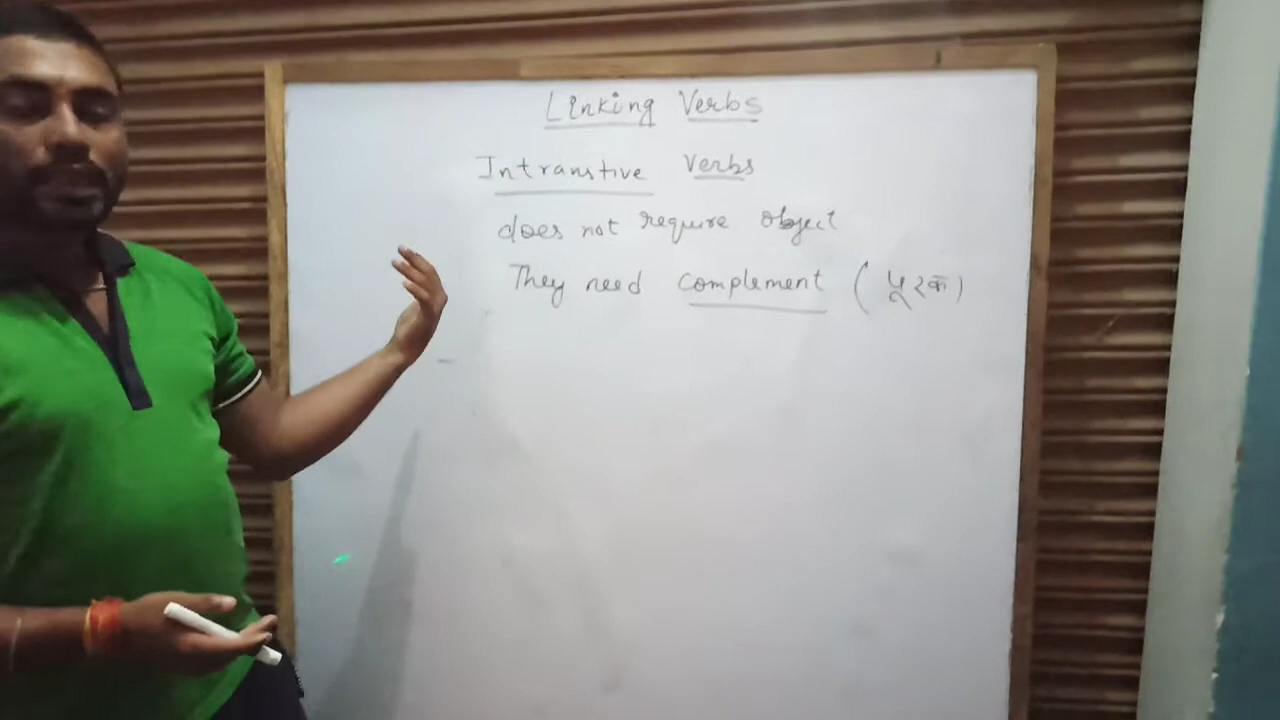 Linking Verbs
Intranstive Verbs
does not require object
They need complement (पूरक)